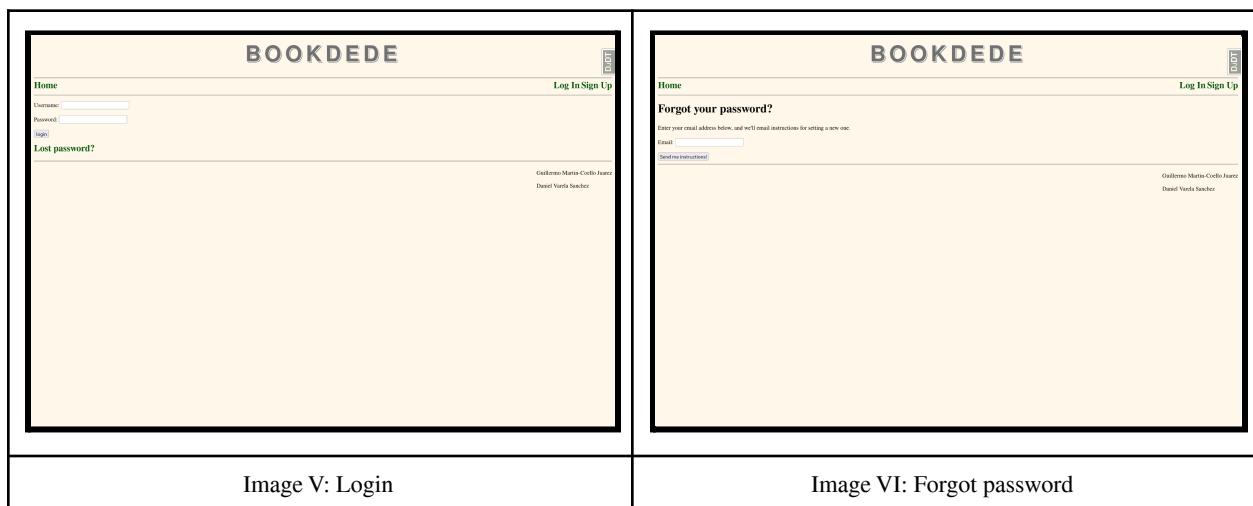 BOOKDEDE
DJDT
Home
Log In Sign Up
Username:
Password:
login
Lost password?
Guillermo Martin-Coello Juarez
Daniel Varela Sanchez
Image V: Login
BOOKDEDE
DJDT
Home
Log In Sign Up
Forgot your password?
Enter your email address below, and we'll email instructions for setting a new one.
Email:
Send me instructions!
Guillermo Martin-Coello Juarez
Daniel Varela Sanchez
Image VI: Forgot password